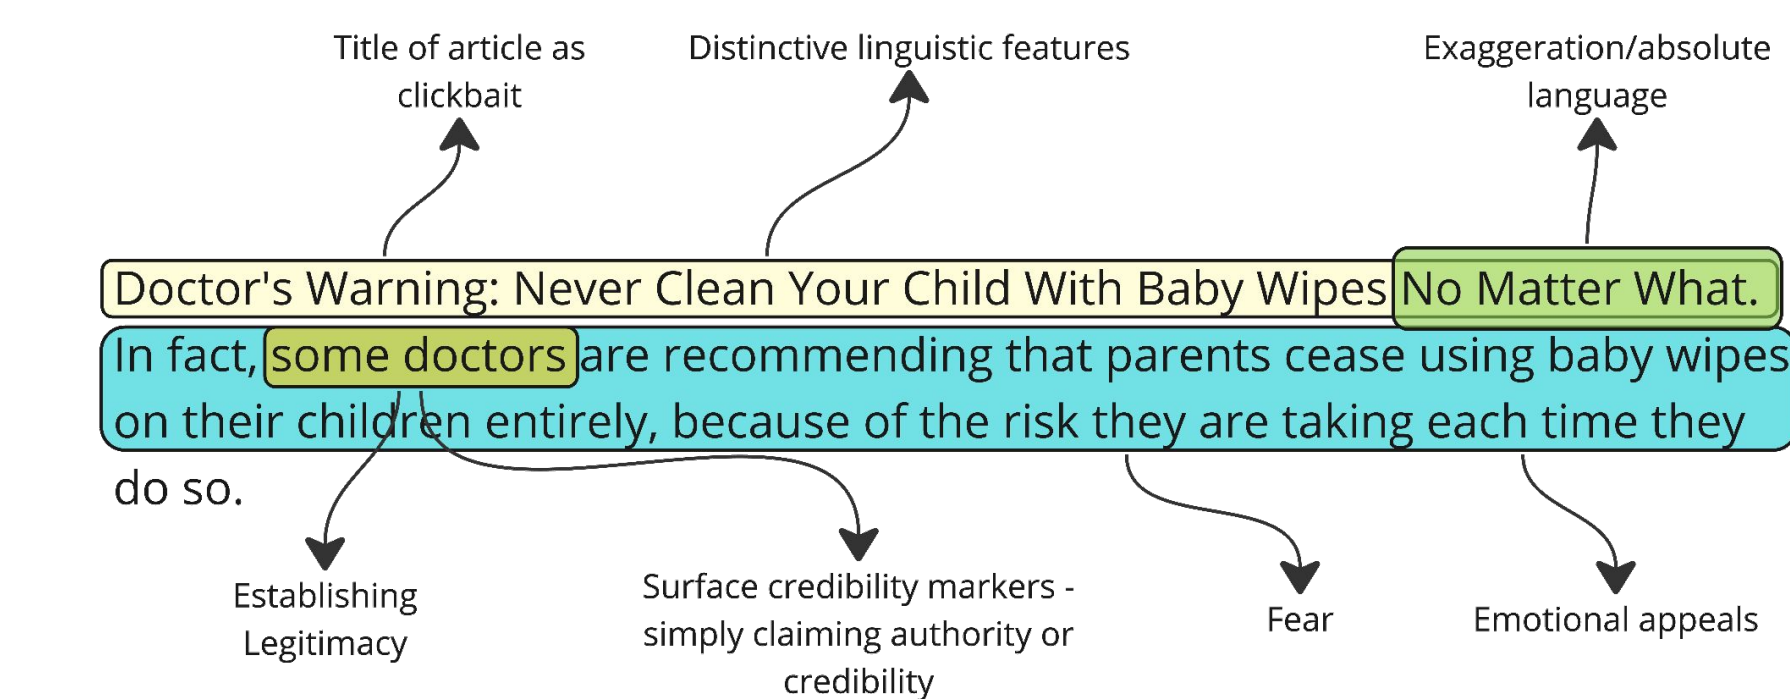 Title of article as
clickbait
Distinctive linguistic features
Exaggeration/absolute
language
Doctor's Warning: Never Clean Your Child With Baby Wipes No Matter What.
In fact, some doctors are recommending that parents cease using baby wipes
on their children entirely, because of the risk they are taking each time they
do so.
Establishing
Legitimacy
Surface credibility markers -
simply claiming authority or
credibility
Fear
Emotional appeals